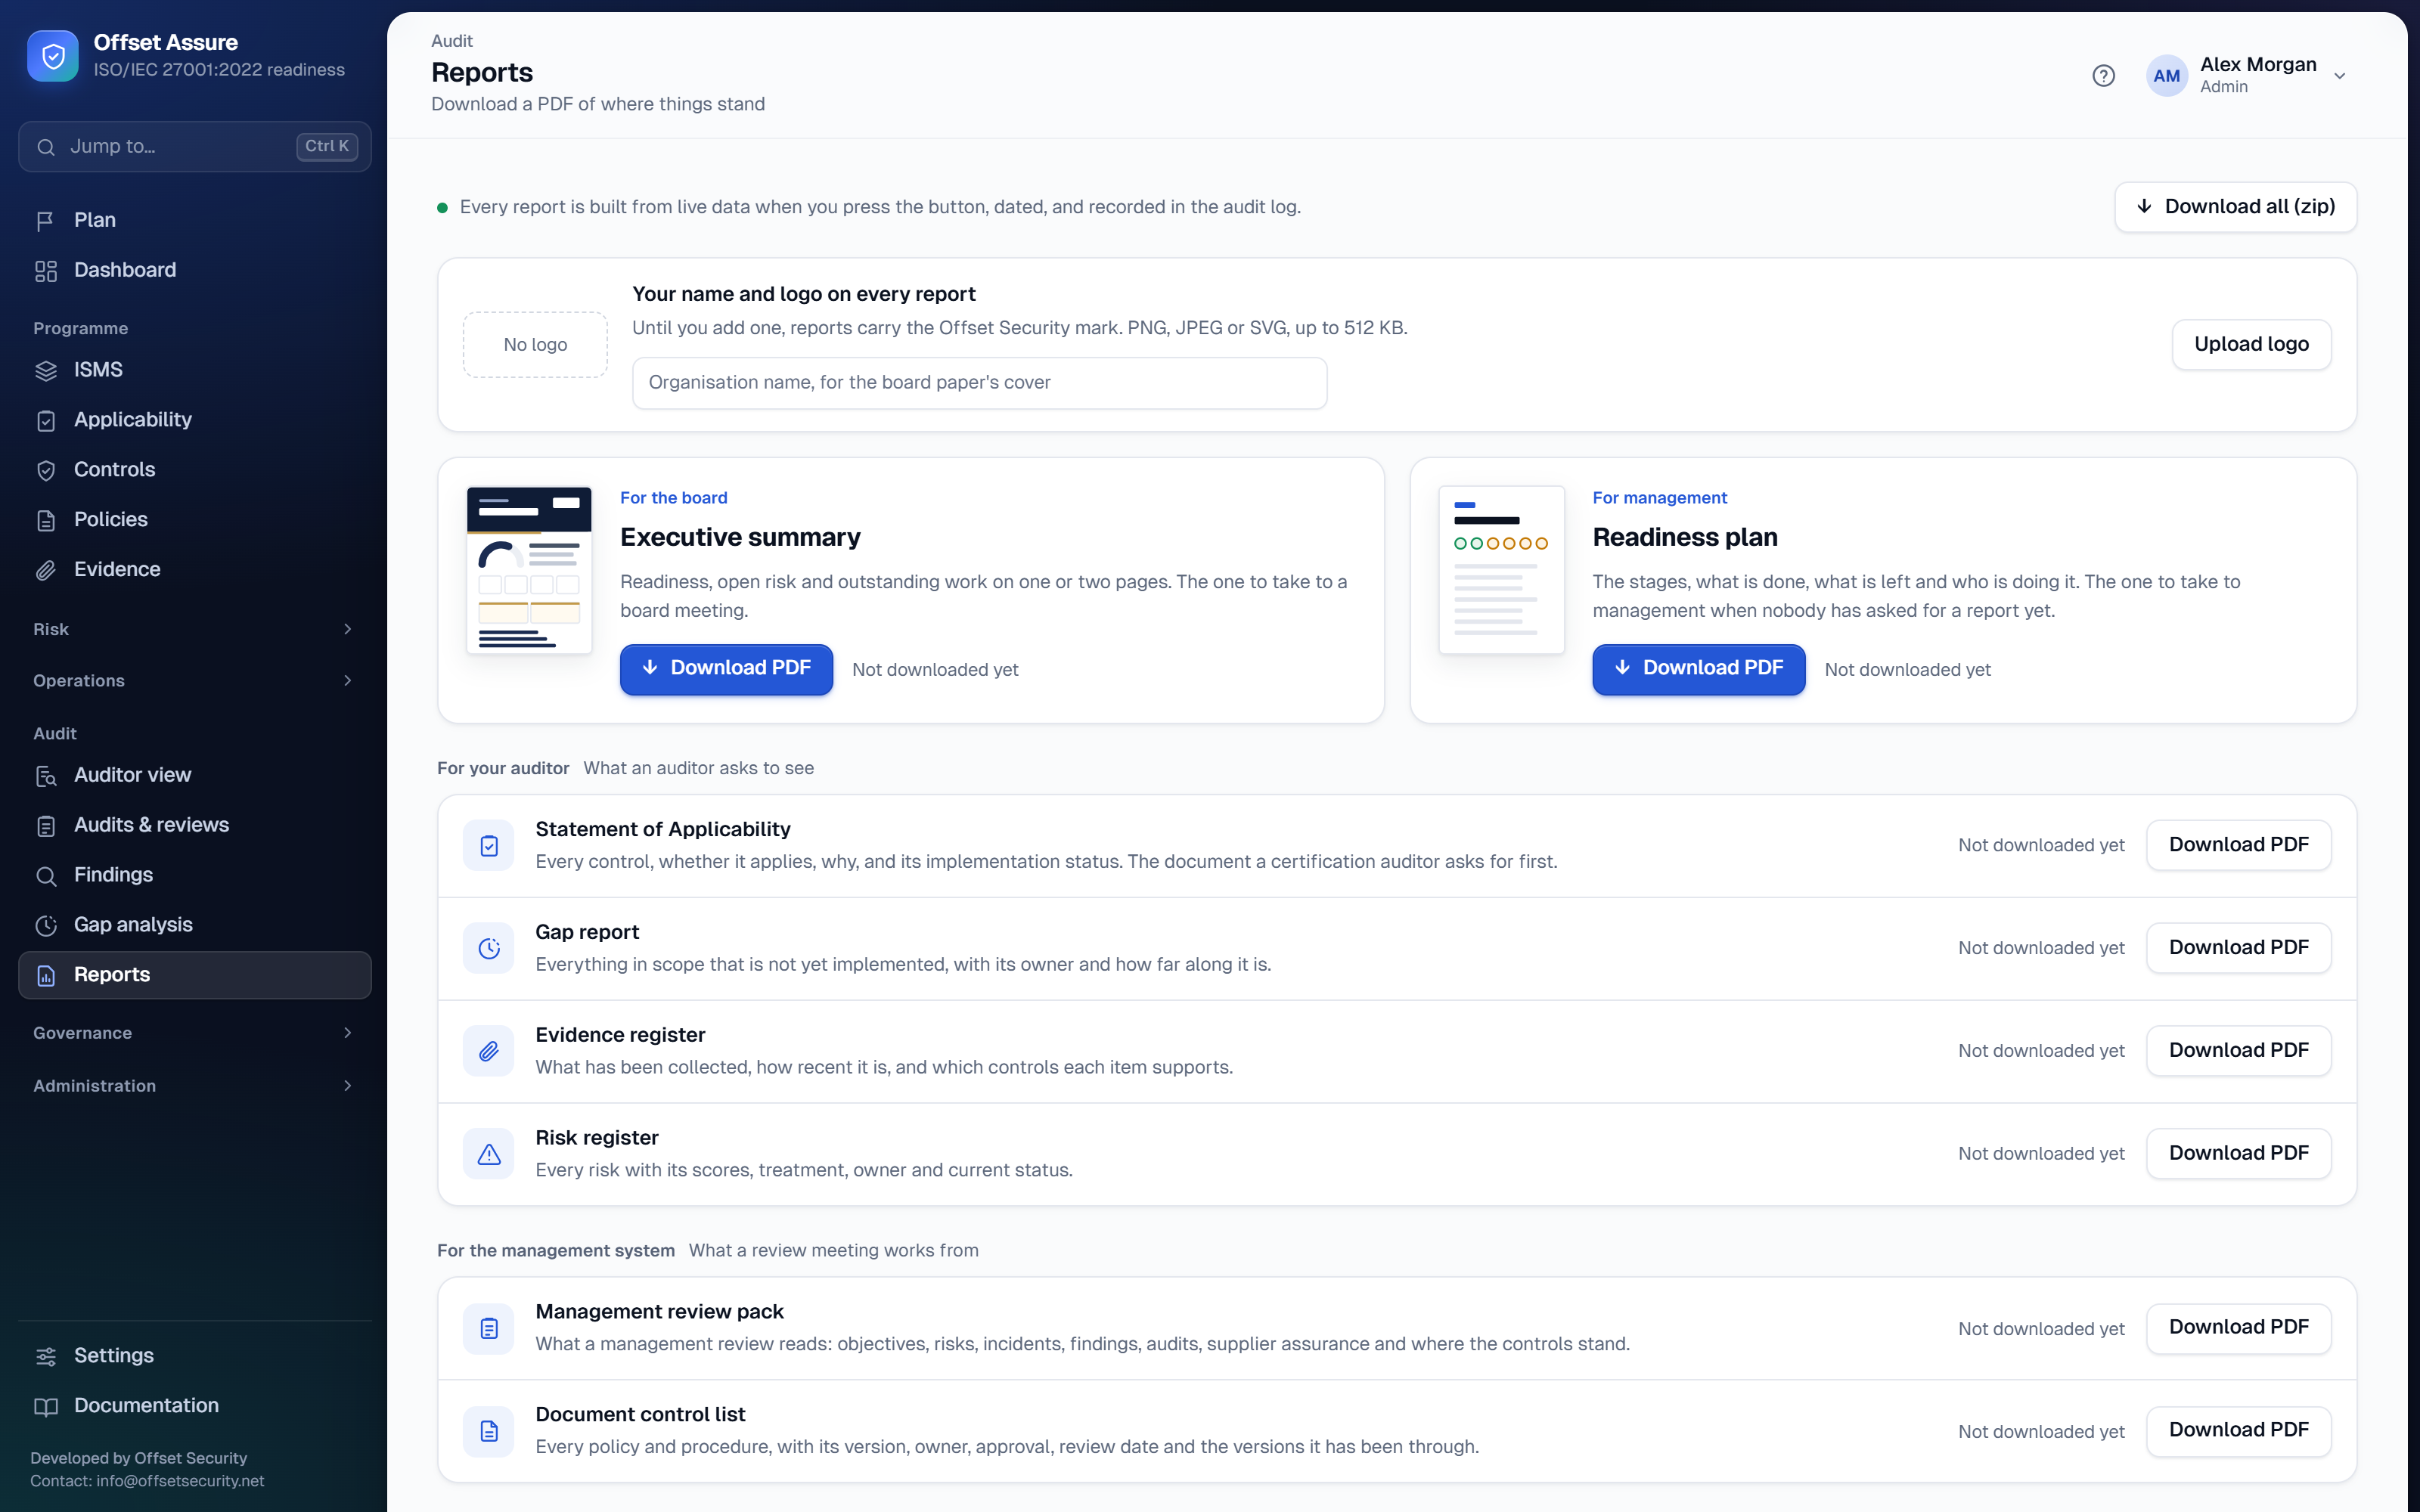 Offset Assure
ISO/IEC 27001:2022 readiness
Jump to...
Ctrl K
Plan
Dashboard
Programme
ISMS
Applicability
Controls
Policies
Evidence
Risk
Operations
Audit
Auditor view
Audits & reviews
Findings
Gap analysis
Reports
Governance
Administration
Settings
Documentation
Developed by Offset Security
Contact: info@offsetsecurity.net
Audit
Reports
Download a PDF of where things stand
AM
Alex Morgan
Admin
Every report is built from live data when you press the button, dated, and recorded in the audit log.
Download all (zip)
No logo
Your name and logo on every report
Until you add one, reports carry the Offset Security mark. PNG, JPEG or SVG, up to 512 KB.
Organisation name, for the board paper's cover
Upload logo
For the board
Executive summary
Readiness, open risk and outstanding work on one or two pages. The one to take to a
board meeting.
Download PDF
Not downloaded yet
For management
Readiness plan
The stages, what is done, what is left and who is doing it. The one to take to
management when nobody has asked for a report yet.
Download PDF
Not downloaded yet
For your auditor What an auditor asks to see
Statement of Applicability
Every control, whether it applies, why, and its implementation status. The document a certification auditor asks for first.
Not downloaded yet
Download PDF
Gap report
Everything in scope that is not yet implemented, with its owner and how far along it is.
Not downloaded yet
Download PDF
Evidence register
What has been collected, how recent it is, and which controls each item supports.
Not downloaded yet
Download PDF
Risk register
Every risk with its scores, treatment, owner and current status.
Not downloaded yet
Download PDF
For the management system What a review meeting works from
Management review pack
What a management review reads: objectives, risks, incidents, findings, audits, supplier assurance and where the controls stand.
Not downloaded yet
Download PDF
Document control list
Every policy and procedure, with its version, owner, approval, review date and the versions it has been through.
Not downloaded yet
Download PDF